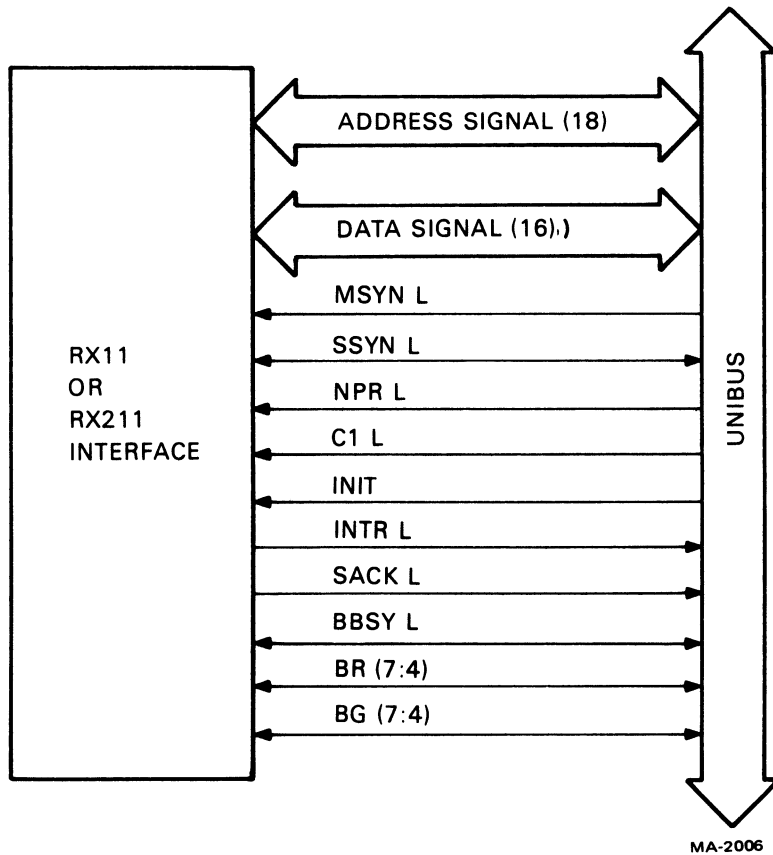 ADDRESS SIGNAL (18)
DATA SIGNAL (16),)
MSYN L
SSYN L
NPR L
C1 L
INIT
INTR L
SACK L
BBSY L
BR (7:4)
BG (7:4)
RX11
OR
RX211
INTERFACE
UNIBUS
MA-2006